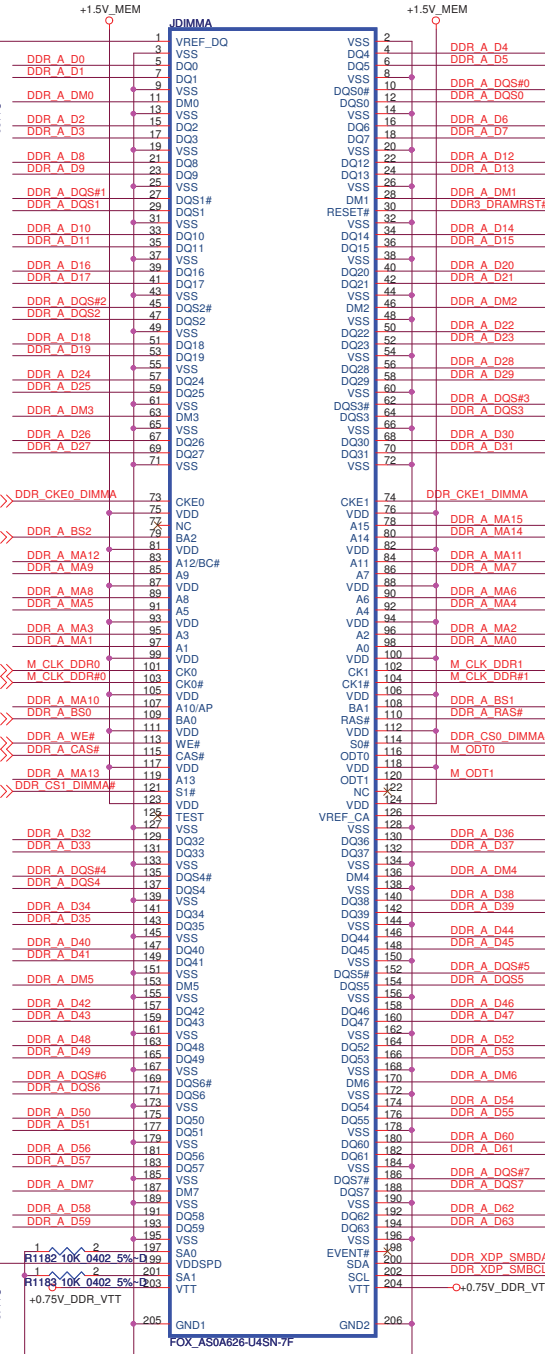 +1.5V_MEM +1.5V_MEM
JDIMMA
1 VREF_DQ VSS 2
3 VSS DQ4 4 DDR_A_D4
DDR_A_D0 5 DQ0 DQ5 6 DDR_A_D5
DDR_A_D1 7 DQ1 VSS 8
9 VSS DQS0# 10 DDR_A_DQS#0
DDR_A_DM0 11 DM0 DQS0 12 DDR_A_DQS0
13 VSS VSS 14
DDR_A_D2 15 DQ2 DQ6 16 DDR_A_D6
DDR_A_D3 17 DQ3 DQ7 18 DDR_A_D7
19 VSS VSS 20
DDR_A_D8 21 DQ8 DQ12 22 DDR_A_D12
DDR_A_D9 23 DQ9 DQ13 24 DDR_A_D13
25 VSS VSS 26
DDR_A_DQS#1 27 DQS1# DM1 28 DDR_A_DM1
DDR_A_DQS1 29 DQS1 RESET# 30 DDR3_DRAMRST#
31 VSS VSS 32
DDR_A_D10 33 DQ10 DQ14 34 DDR_A_D14
DDR_A_D11 35 DQ11 DQ15 36 DDR_A_D15
37 VSS VSS 38
DDR_A_D16 39 DQ16 DQ20 40 DDR_A_D20
DDR_A_D17 41 DQ17 DQ21 42 DDR_A_D21
43 VSS VSS 44
DDR_A_DQS#2 45 DQS2# DM2 46 DDR_A_DM2
DDR_A_DQS2 47 DQS2 VSS 48
49 VSS DQ22 50 DDR_A_D22
DDR_A_D18 51 DQ18 DQ23 52 DDR_A_D23
DDR_A_D19 53 DQ19 VSS 54
55 VSS DQ28 56 DDR_A_D28
DDR_A_D24 57 DQ24 DQ29 58 DDR_A_D29
DDR_A_D25 59 DQ25 VSS 60
61 VSS DQS3# 62 DDR_A_DQS#3
DDR_A_DM3 63 DM3 DQS3 64 DDR_A_DQS3
65 VSS VSS 66
DDR_A_D26 67 DQ26 DQ30 68 DDR_A_D30
DDR_A_D27 69 DQ27 DQ31 70 DDR_A_D31
71 VSS VSS 72
DDR_CKE0_DIMMA 73 CKE0 CKE1 74 DDR_CKE1_DIMMA
75 VDD VDD 76
77 NC A15 78 DDR_A_MA15
DDR_A_BS2 79 BA2 A14 80 DDR_A_MA14
81 VDD VDD 82
DDR_A_MA12 83 A12/BC# A11 84 DDR_A_MA11
DDR_A_MA9 85 A9 A7 86 DDR_A_MA7
87 VDD VDD 88
DDR_A_MA8 89 A8 A6 90 DDR_A_MA6
DDR_A_MA5 91 A5 A4 92 DDR_A_MA4
93 VDD VDD 94
DDR_A_MA3 95 A3 A2 96 DDR_A_MA2
DDR_A_MA1 97 A1 A0 98 DDR_A_MA0
99 VDD VDD 100
M_CLK_DDR0 101 CK0 CK1 102 M_CLK_DDR1
M_CLK_DDR#0 103 CK0# CK1# 104 M_CLK_DDR#1
105 VDD VDD 106
DDR_A_MA10 107 A10/AP BA1 108 DDR_A_BS1
DDR_A_BS0 109 BA0 RAS# 110 DDR_A_RAS#
111 VDD VDD 112
DDR_A_WE# 113 WE# S0# 114 DDR_CS0_DIMMA
DDR_A_CAS# 115 CAS# ODT0 116 M_ODT0
117 VDD VDD 118
DDR_A_MA13 119 A13 ODT1 120 M_ODT1
DDR_CS1_DIMMA# 121 S1# NC 122
123 VDD VDD 124
125 TEST VREF_CA 126
127 VSS VSS 128
DDR_A_D32 129 DQ32 DQ36 130 DDR_A_D36
DDR_A_D33 131 DQ33 DQ37 132 DDR_A_D37
133 VSS VSS 134
DDR_A_DQS#4 135 DQS4# DM4 136 DDR_A_DM4
DDR_A_DQS4 137 DQS4 VSS 138
139 VSS DQ38 140 DDR_A_D38
DDR_A_D34 141 DQ34 DQ39 142 DDR_A_D39
DDR_A_D35 143 DQ35 VSS 144
145 VSS DQ44 146 DDR_A_D44
DDR_A_D40 147 DQ40 DQ45 148 DDR_A_D45
DDR_A_D41 149 DQ41 VSS 150
151 VSS DQS5# 152 DDR_A_DQS#5
DDR_A_DM5 153 DM5 DQS5 154 DDR_A_DQS5
155 VSS VSS 156
DDR_A_D42 157 DQ42 DQ46 158 DDR_A_D46
DDR_A_D43 159 DQ43 DQ47 160 DDR_A_D47
161 VSS VSS 162
DDR_A_D48 163 DQ48 DQ52 164 DDR_A_D52
DDR_A_D49 165 DQ49 DQ53 166 DDR_A_D53
167 VSS VSS 168
DDR_A_DQS#6 169 DQS6# DM6 170 DDR_A_DM6
DDR_A_DQS6 171 DQS6 VSS 172
173 VSS DQ54 174 DDR_A_D54
DDR_A_D50 175 DQ50 DQ55 176 DDR_A_D55
DDR_A_D51 177 DQ51 VSS 178
179 VSS DQ60 180 DDR_A_D60
DDR_A_D56 181 DQ56 DQ61 182 DDR_A_D61
DDR_A_D57 183 DQ57 VSS 184
185 VSS DQS7# 186 DDR_A_DQS#7
DDR_A_DM7 187 DM7 DQS7 188 DDR_A_DQS7
189 VSS VSS 190
DDR_A_D58 191 DQ58 DQ62 192 DDR_A_D62
DDR_A_D59 193 DQ59 DQ63 194 DDR_A_D63
195 VSS VSS 196
1 2 197 SA0 EVENT# 198
R1182 10K_0402_5%~D 199 VDDSPD SDA 200 DDR_XDP_SMBDA
1 2 201 SA1 SCL 202 DDR_XDP_SMBCL
R1183 10K_0402_5%~D 203 VTT VTT 204 +0.75V_DDR_VT
+0.75V_DDR_VTT
205 GND1 GND2 206
FOX_AS0A626-U4SN-7F